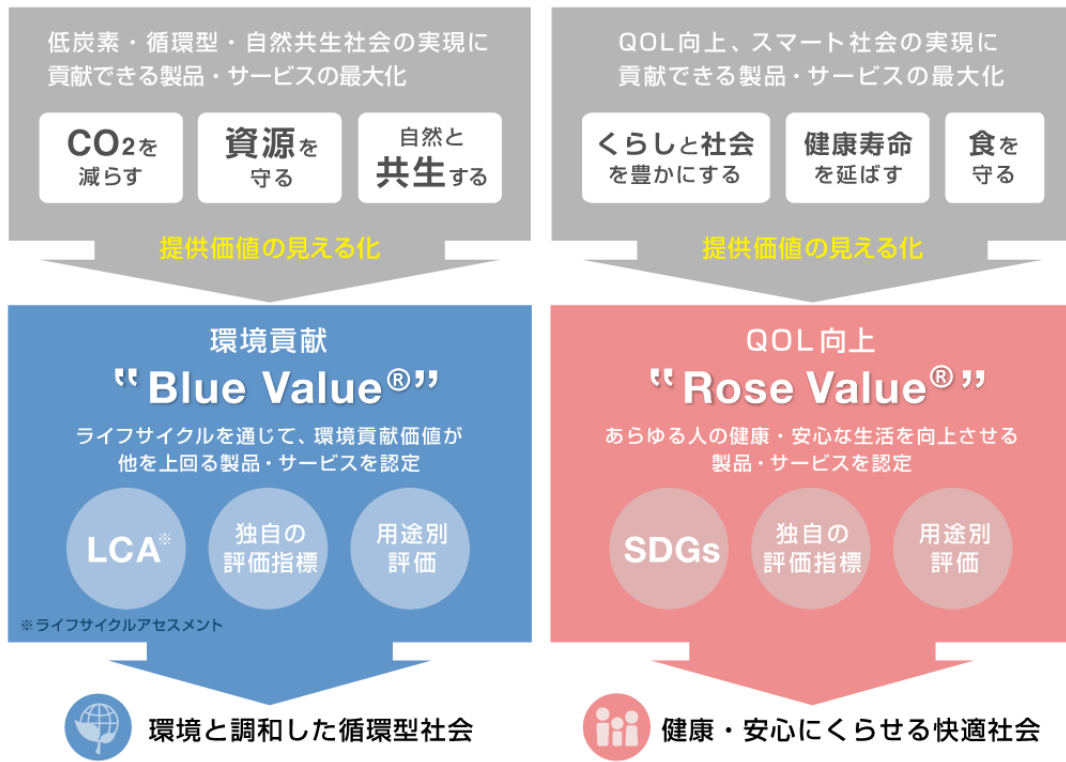 低炭素・循環型・自然共生社会の実現に
貢献できる製品・サービスの最大化
CO2を
減らす
資源を
守る
自然と
共生する
提供価値の見える化
環境貢献
“Blue Value®”
ライフサイクルを通じて、環境貢献価値が
他を上回る製品・サービスを認定
LCA※
独自の
評価指標
用途別
評価
※ライフサイクルアセスメント
環境と調和した循環型社会
QOL向上、スマート社会の実現に
貢献できる製品・サービスの最大化
くらしと社会
を豊かにする
健康寿命
を延ばす
食を
守る
提供価値の見える化
QOL向上
“Rose Value®”
あらゆる人の健康・安心な生活を向上させる
製品・サービスを認定
SDGs
独自の
評価指標
用途別
評価
健康・安心にくらせる快適社会